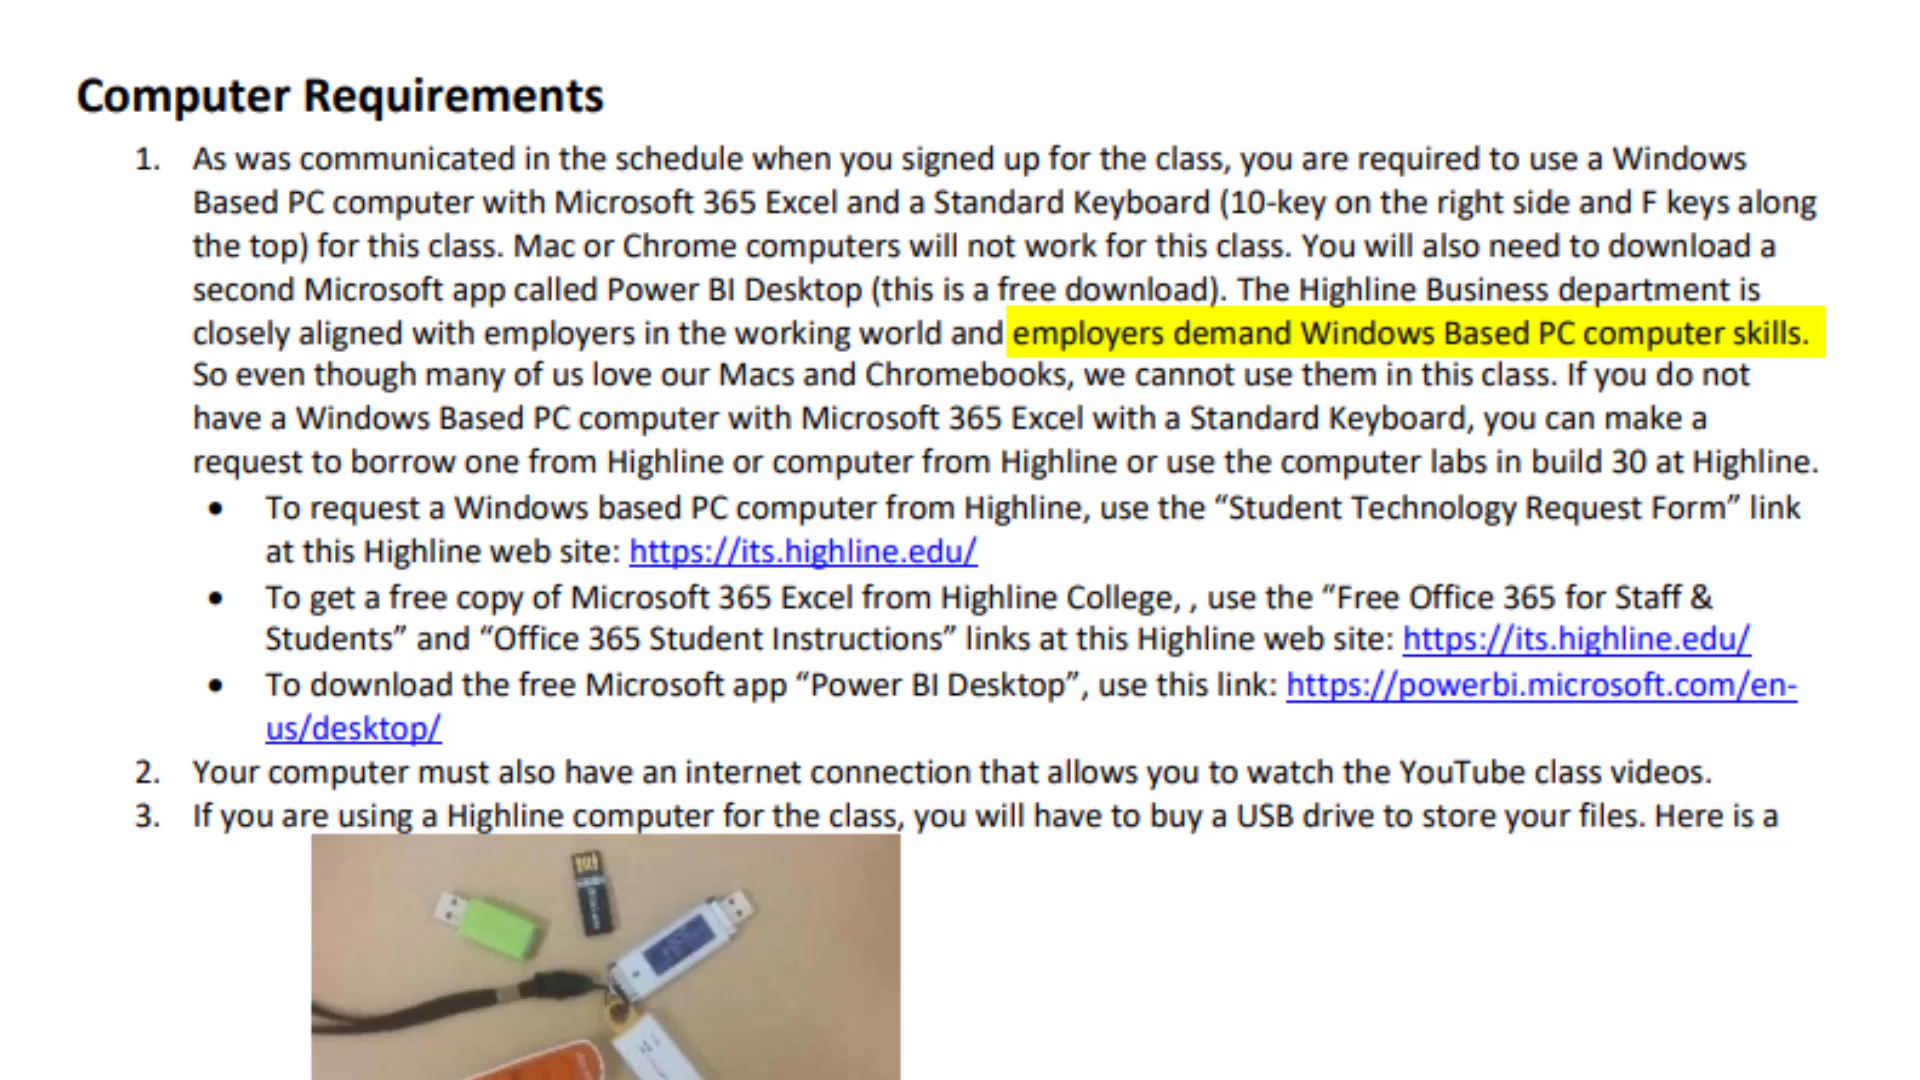 Computer Requirements
1. As was communicated in the schedule when you signed up for the class, you are required to use a Windows
Based PC computer with Microsoft 365 Excel and a Standard Keyboard (10-key on the right side and F keys along
the top) for this class. Mac or Chrome computers will not work for this class. You will also need to download a
second Microsoft app called Power BI Desktop (this is a free download). The Highline Business department is
closely aligned with employers in the working world and employers demand Windows Based PC computer skills.
So even though many of us love our Macs and Chromebooks, we cannot use them in this class. If you do not
have a Windows Based PC computer with Microsoft 365 Excel with a Standard Keyboard, you can make a
request to borrow one from Highline or computer from Highline or use the computer labs in build 30 at Highline.
• To request a Windows based PC computer from Highline, use the “Student Technology Request Form” link
at this Highline web site: https://its.highline.edu/
• To get a free copy of Microsoft 365 Excel from Highline College, , use the “Free Office 365 for Staff &
Students” and “Office 365 Student Instructions” links at this Highline web site: https://its.highline.edu/
• To download the free Microsoft app “Power BI Desktop”, use this link: https://powerbi.microsoft.com/en-
us/desktop/
2. Your computer must also have an internet connection that allows you to watch the YouTube class videos.
3. If you are using a Highline computer for the class, you will have to buy a USB drive to store your files. Here is a